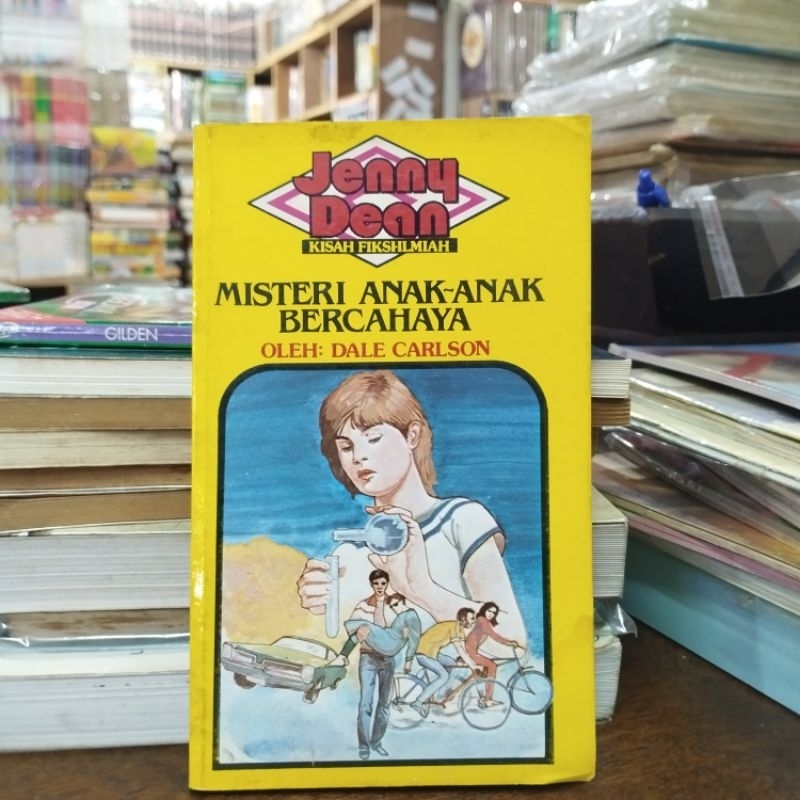 Jenny
Dean
KISAH FIKSHLMIAH
MISTERI ANAK-ANAK
BERCAHAYA
OLEH: DALE CARLSON
GILDEN